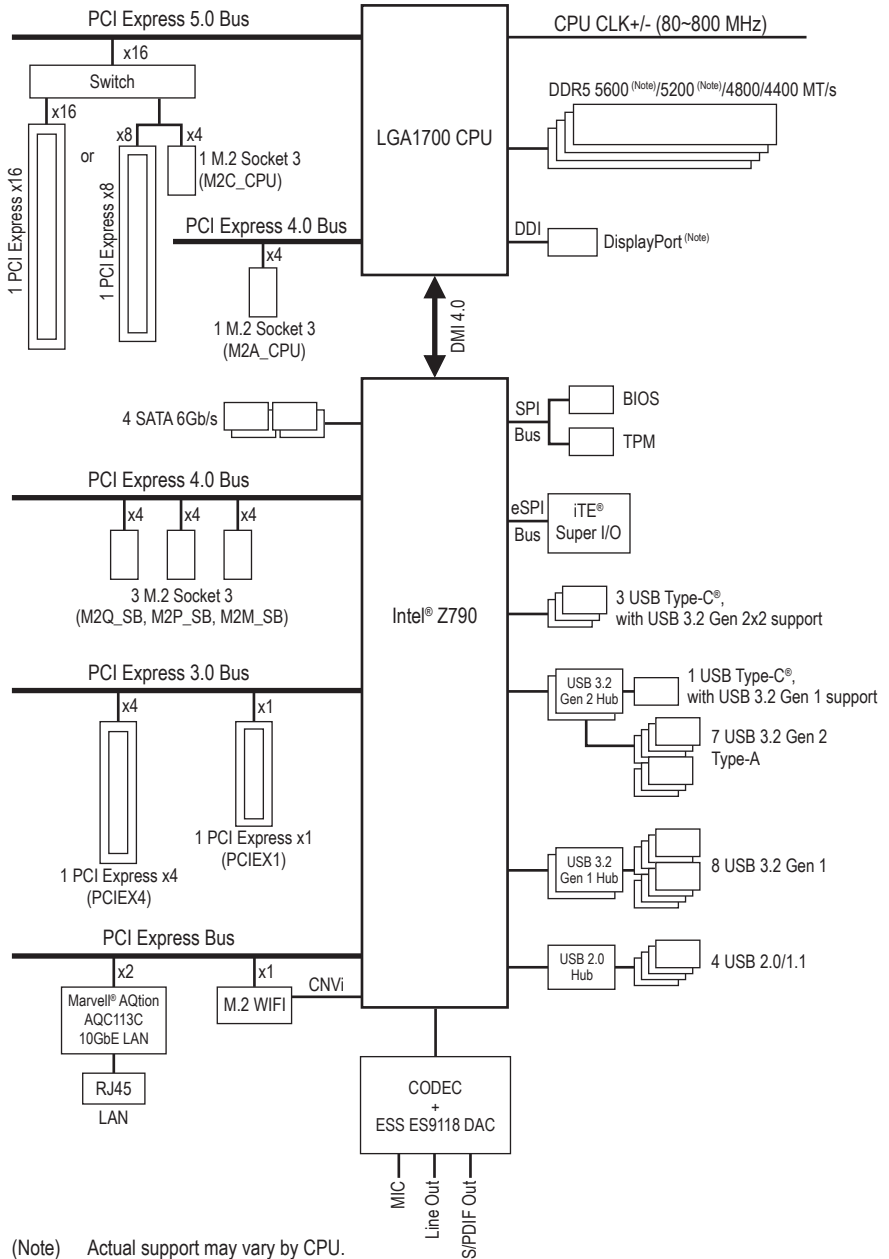 PCI Express 5.0 Bus
CPU CLK+/- (80~800 MHz)
x16
Switch
DDR5 5600 (Note)/5200 (Note)/4800/4400 MT/s
x16
x8
x4
or
LGA1700 CPU
1 M.2 Socket 3
(M2C_CPU)
1 PCI Express x16
1 PCI Express x8
PCI Express 4.0 Bus
DDI
DisplayPort (Note)
x4
1 M.2 Socket 3
(M2A_CPU)
DMI 4.0
4 SATA 6Gb/s
SPI
Bus
BIOS
TPM
PCI Express 4.0 Bus
x4
x4
x4
eSPI
Bus
iTE®
Super I/O
3 M.2 Socket 3
(M2Q_SB, M2P_SB, M2M_SB)
Intel® Z790
3 USB Type-C®,
with USB 3.2 Gen 2x2 support
PCI Express 3.0 Bus
x4
x1
USB 3.2
Gen 2 Hub
1 USB Type-C®,
with USB 3.2 Gen 1 support
7 USB 3.2 Gen 2
Type-A
1 PCI Express x1
(PCIEX1)
1 PCI Express x4
(PCIEX4)
USB 3.2
Gen 1 Hub
8 USB 3.2 Gen 1
PCI Express Bus
x2
x1
CNVi
USB 2.0
Hub
4 USB 2.0/1.1
Marvell® AQtion
AQC113C
10GbE LAN
M.2 WIFI
RJ45
LAN
CODEC
+
ESS ES9118 DAC
MIC
Line Out
S/PDIF Out
(Note) Actual support may vary by CPU.